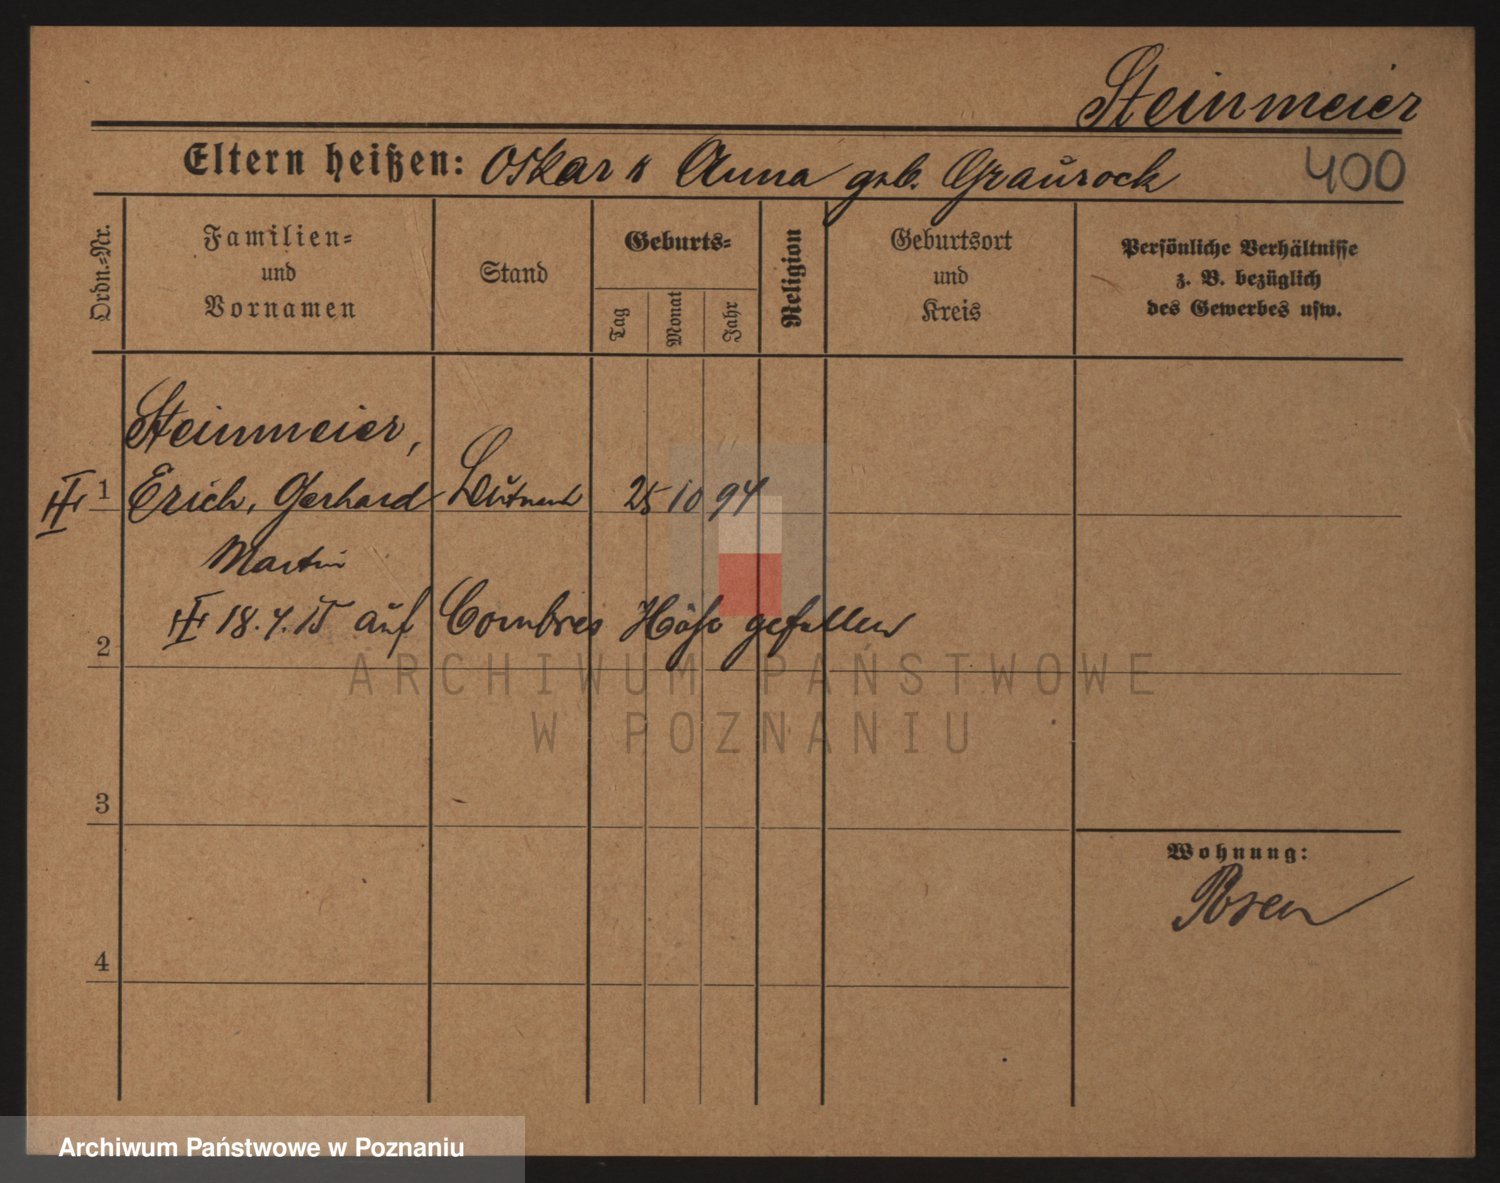 Steinmeier
Eltern heißen: Oskar u Anna geb. Graurock
400
Ordn.-Nr.
Familien-
und
Vornamen
Stand
Geburts-
Tag
Monat
Jahr
Religion
Geburtsort
und
Kreis
Persönliche Verhältnisse
z. B. bezüglich
des Gewerbes usw.
Steinmeier,
1 Erich, Gerhard Leutnant 25 10 94
Martin
18.4.15 auf Combres Höhe gefallen
2
ARCHIWUM PAŃSTWOWE
W POZNANIU
3
Wohnung:
Posen
4
Archiwum Państwowe w Poznaniu